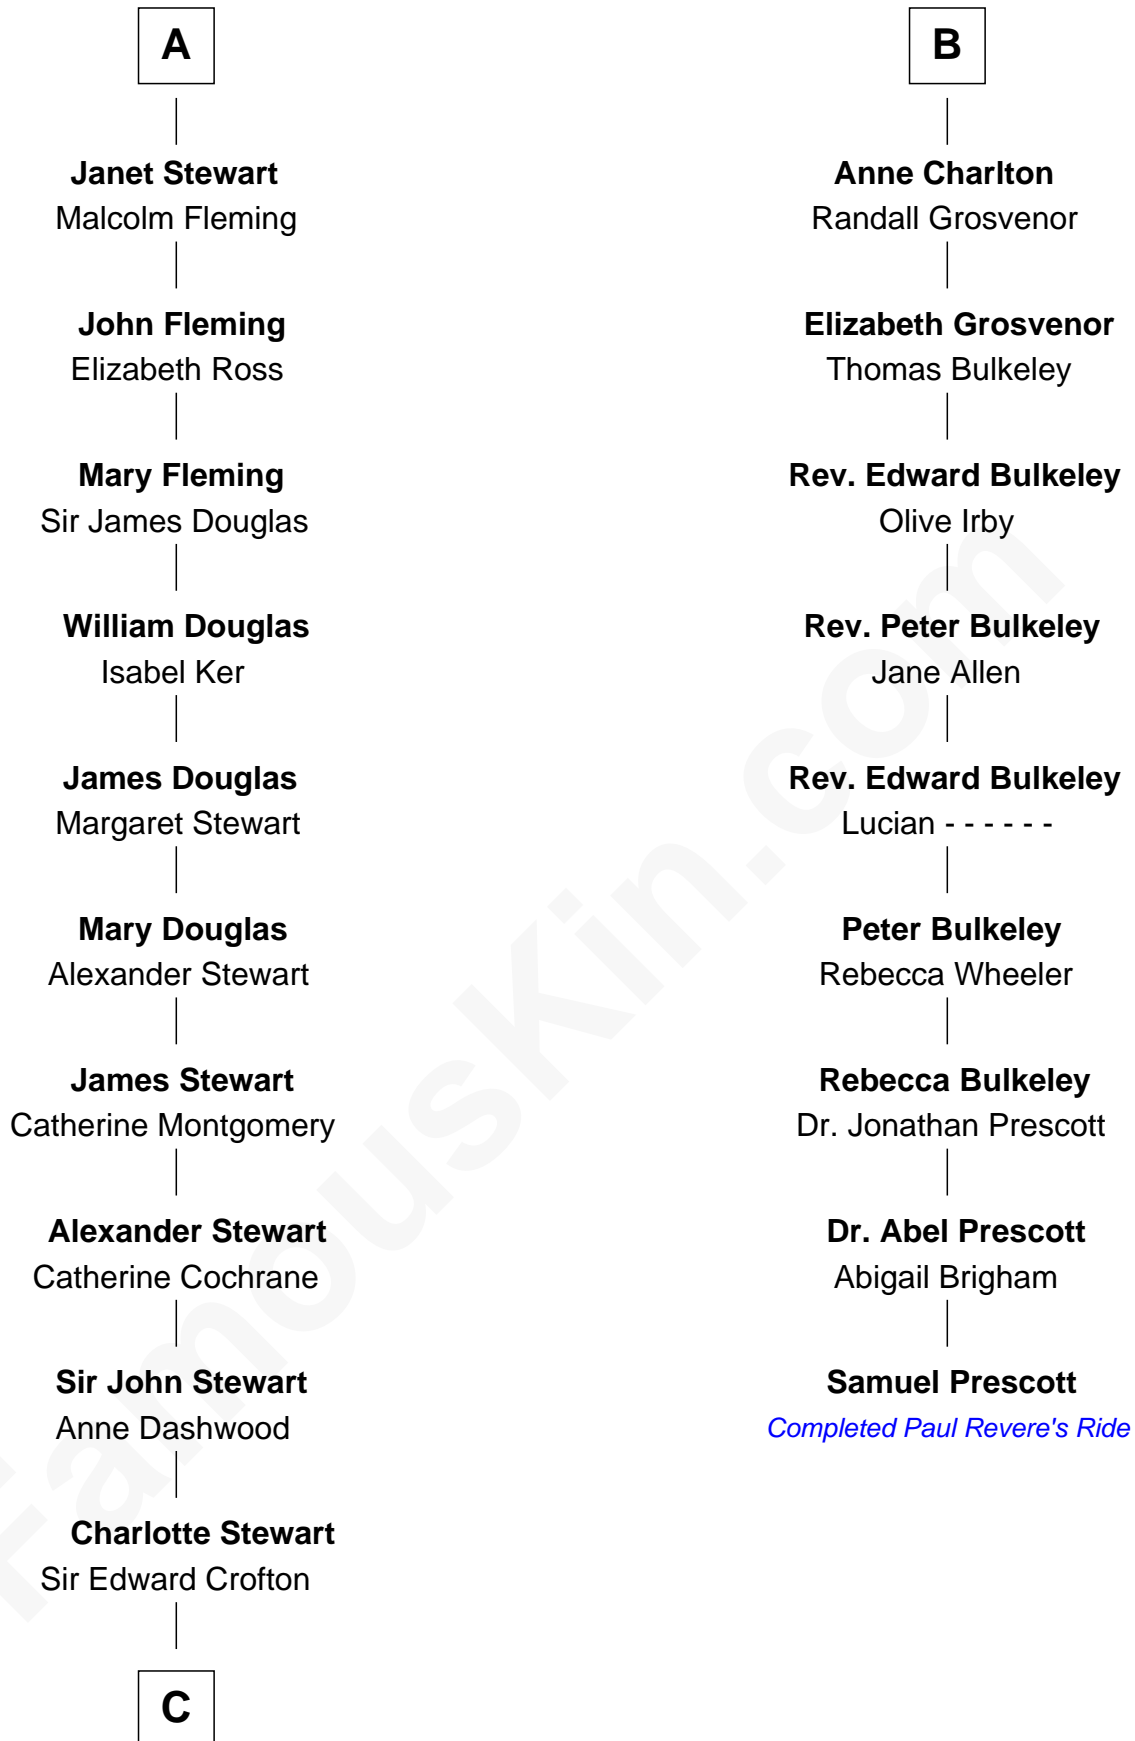 A
Janet Stewart
Malcolm Fleming
John Fleming
Elizabeth Ross
Mary Fleming
Sir James Douglas
William Douglas
Isabel Ker
James Douglas
Margaret Stewart
Mary Douglas
Alexander Stewart
James Stewart
Catherine Montgomery
Alexander Stewart
Catherine Cochrane
Sir John Stewart
Anne Dashwood
Charlotte Stewart
Sir Edward Crofton
C
B
Anne Charlton
Randall Grosvenor
Elizabeth Grosvenor
Thomas Bulkeley
Rev. Edward Bulkeley
Olive Irby
Rev. Peter Bulkeley
Jane Allen
Rev. Edward Bulkeley
Lucian - - - - - -
Peter Bulkeley
Rebecca Wheeler
Rebecca Bulkeley
Dr. Jonathan Prescott
Dr. Abel Prescott
Abigail Brigham
Samuel Prescott
Completed Paul Revere's Ride
FamousKin.com